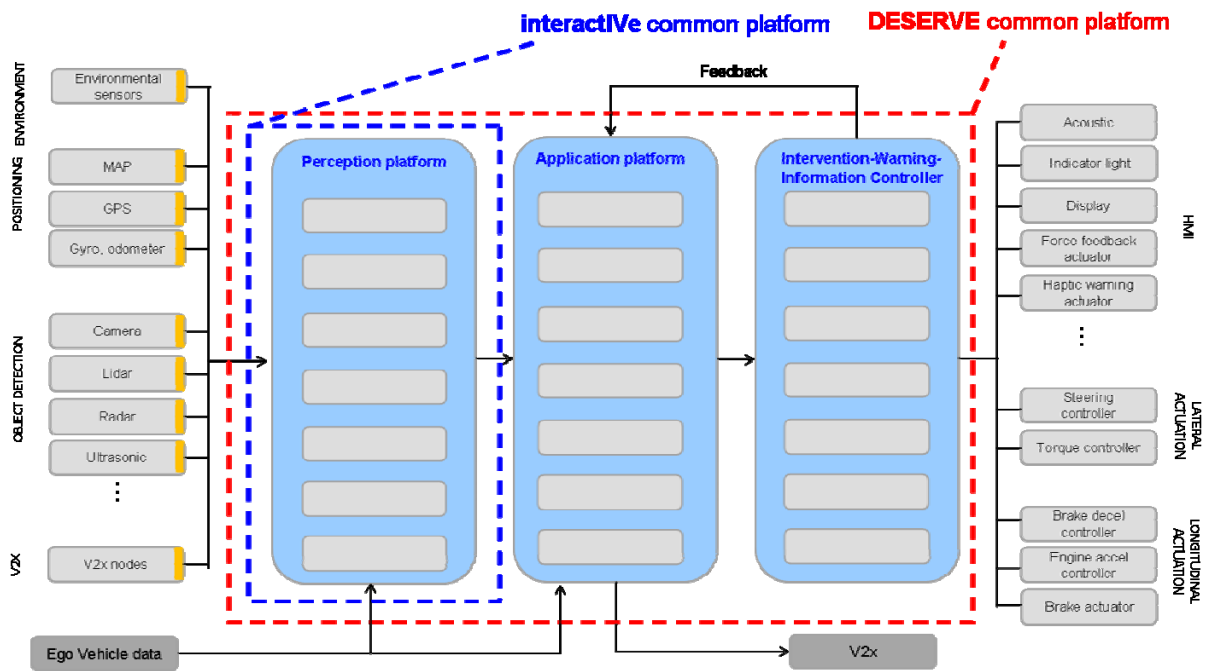 interactIVe common platform
DESERVE common platform
Feedback
ENVIRONMENT
Environmental
sensors
POSITIONING
MAP
GPS
Gyro, odometer
OBJECT DETECTION
Camera
Lidar
Radar
Ultrasonic
...
V2X
V2x nodes
Ego Vehicle data
Perception platform
Application platform
Intervention-Warning-
Information Controller
V2x
Acoustic
Indicator light
Display
Force feedback
actuator
Haptic warning
actuator
...
HMI
Steering
controller
Torque controller
LATERAL
ACTUATION
Brake decel
controller
Engine accel
controller
Brake actuator
LONGITUDINAL
ACTUATION